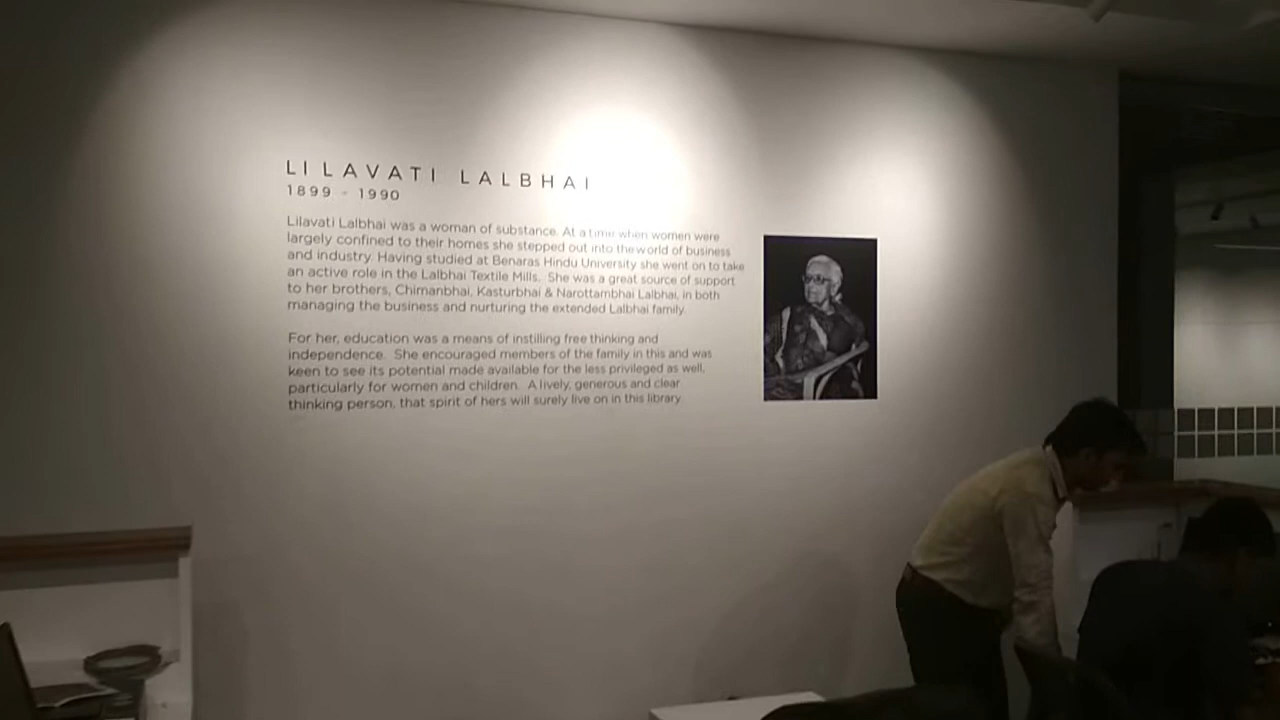 LILAVATI LALBHAI
1899 - 1990
Lilavati Lalbhai was a woman of substance. At a time when women were
largely confined to their homes she stepped out into the world of business
and industry. Having studied at Benaras Hindu University she went on to take
an active role in the Lalbhai Textile Mills. She was a great source of support
to her brothers, Chimanbhai, Kasturbhai & Narottambhai Lalbhai, in both
managing the business and nurturing the extended Lalbhai family.
For her, education was a means of instilling free thinking and
independence. She encouraged members of the family in this and was
keen to see its potential made available for the less privileged as well,
particularly for women and children. A lively, generous and clear
thinking person, that spirit of hers will surely live on in this library.